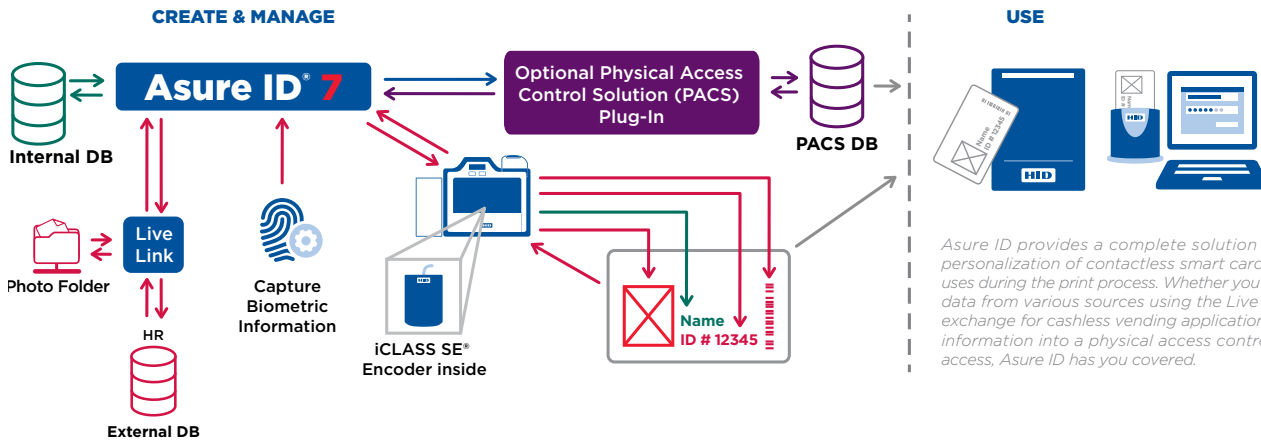 CREATE & MANAGE
USE
Asure ID® 7
Optional Physical Access
Control Solution (PACS)
Plug-In
Internal DB
PACS DB
Name
ID # 12345
HID
HID
Live
Link
Photo Folder
Capture
Biometric
Information
HID
Name
ID # 12345
iCLASS SE®
Encoder inside
HR
External DB
Asure ID provides a complete solution
personalization of contactless smart card
uses during the print process. Whether you
data from various sources using the Live
exchange for cashless vending application
information into a physical access contr
access, Asure ID has you covered.